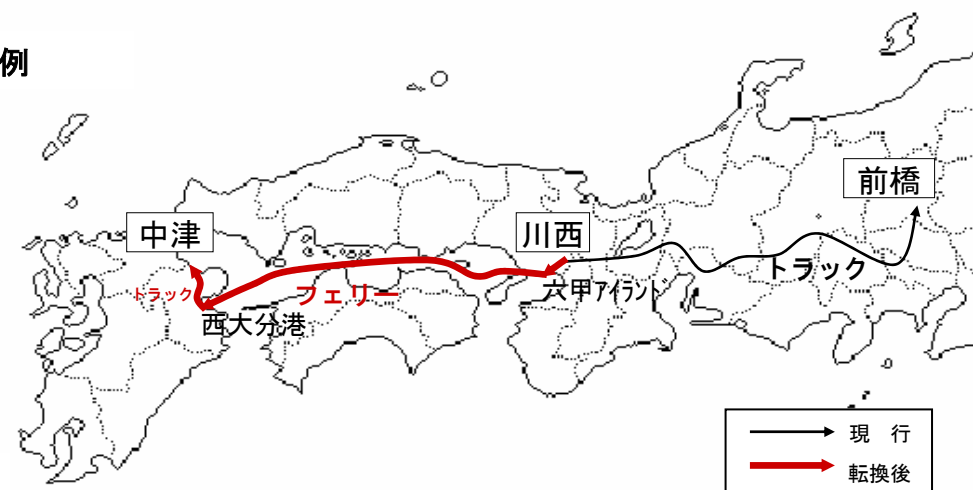 例
前橋
中津
川西
トラック
トラック
フェリー
六甲アイランド
西大分港
現　行
転換後